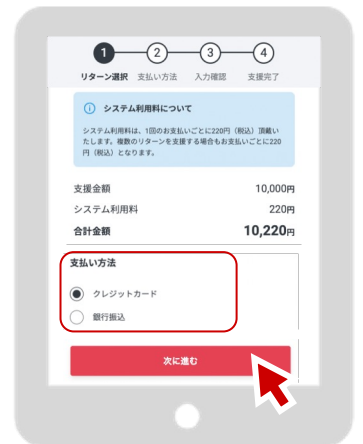 1 2 3 4
リターン選択 支払い方法 入力確認 支援完了
システム利用料について
システム利用料は、1回のお支払いごとに220円（税込）頂戴い
たします。複数のリターンを支援する場合もお支払いごとに220
円（税込）となります。
支援金額 10,000円
システム利用料 220円
合計金額 10,220円
支払い方法
クレジットカード
銀行振込
次に進む